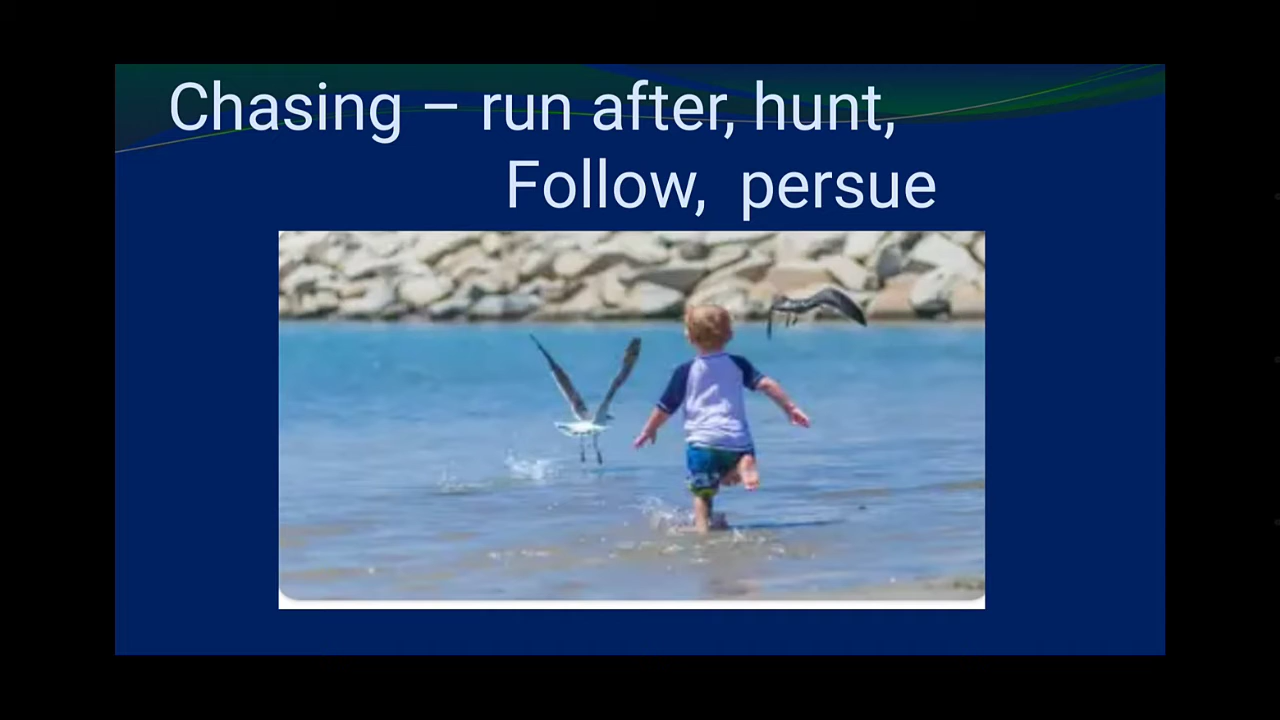 Chasing – run after, hunt,
Follow, persue